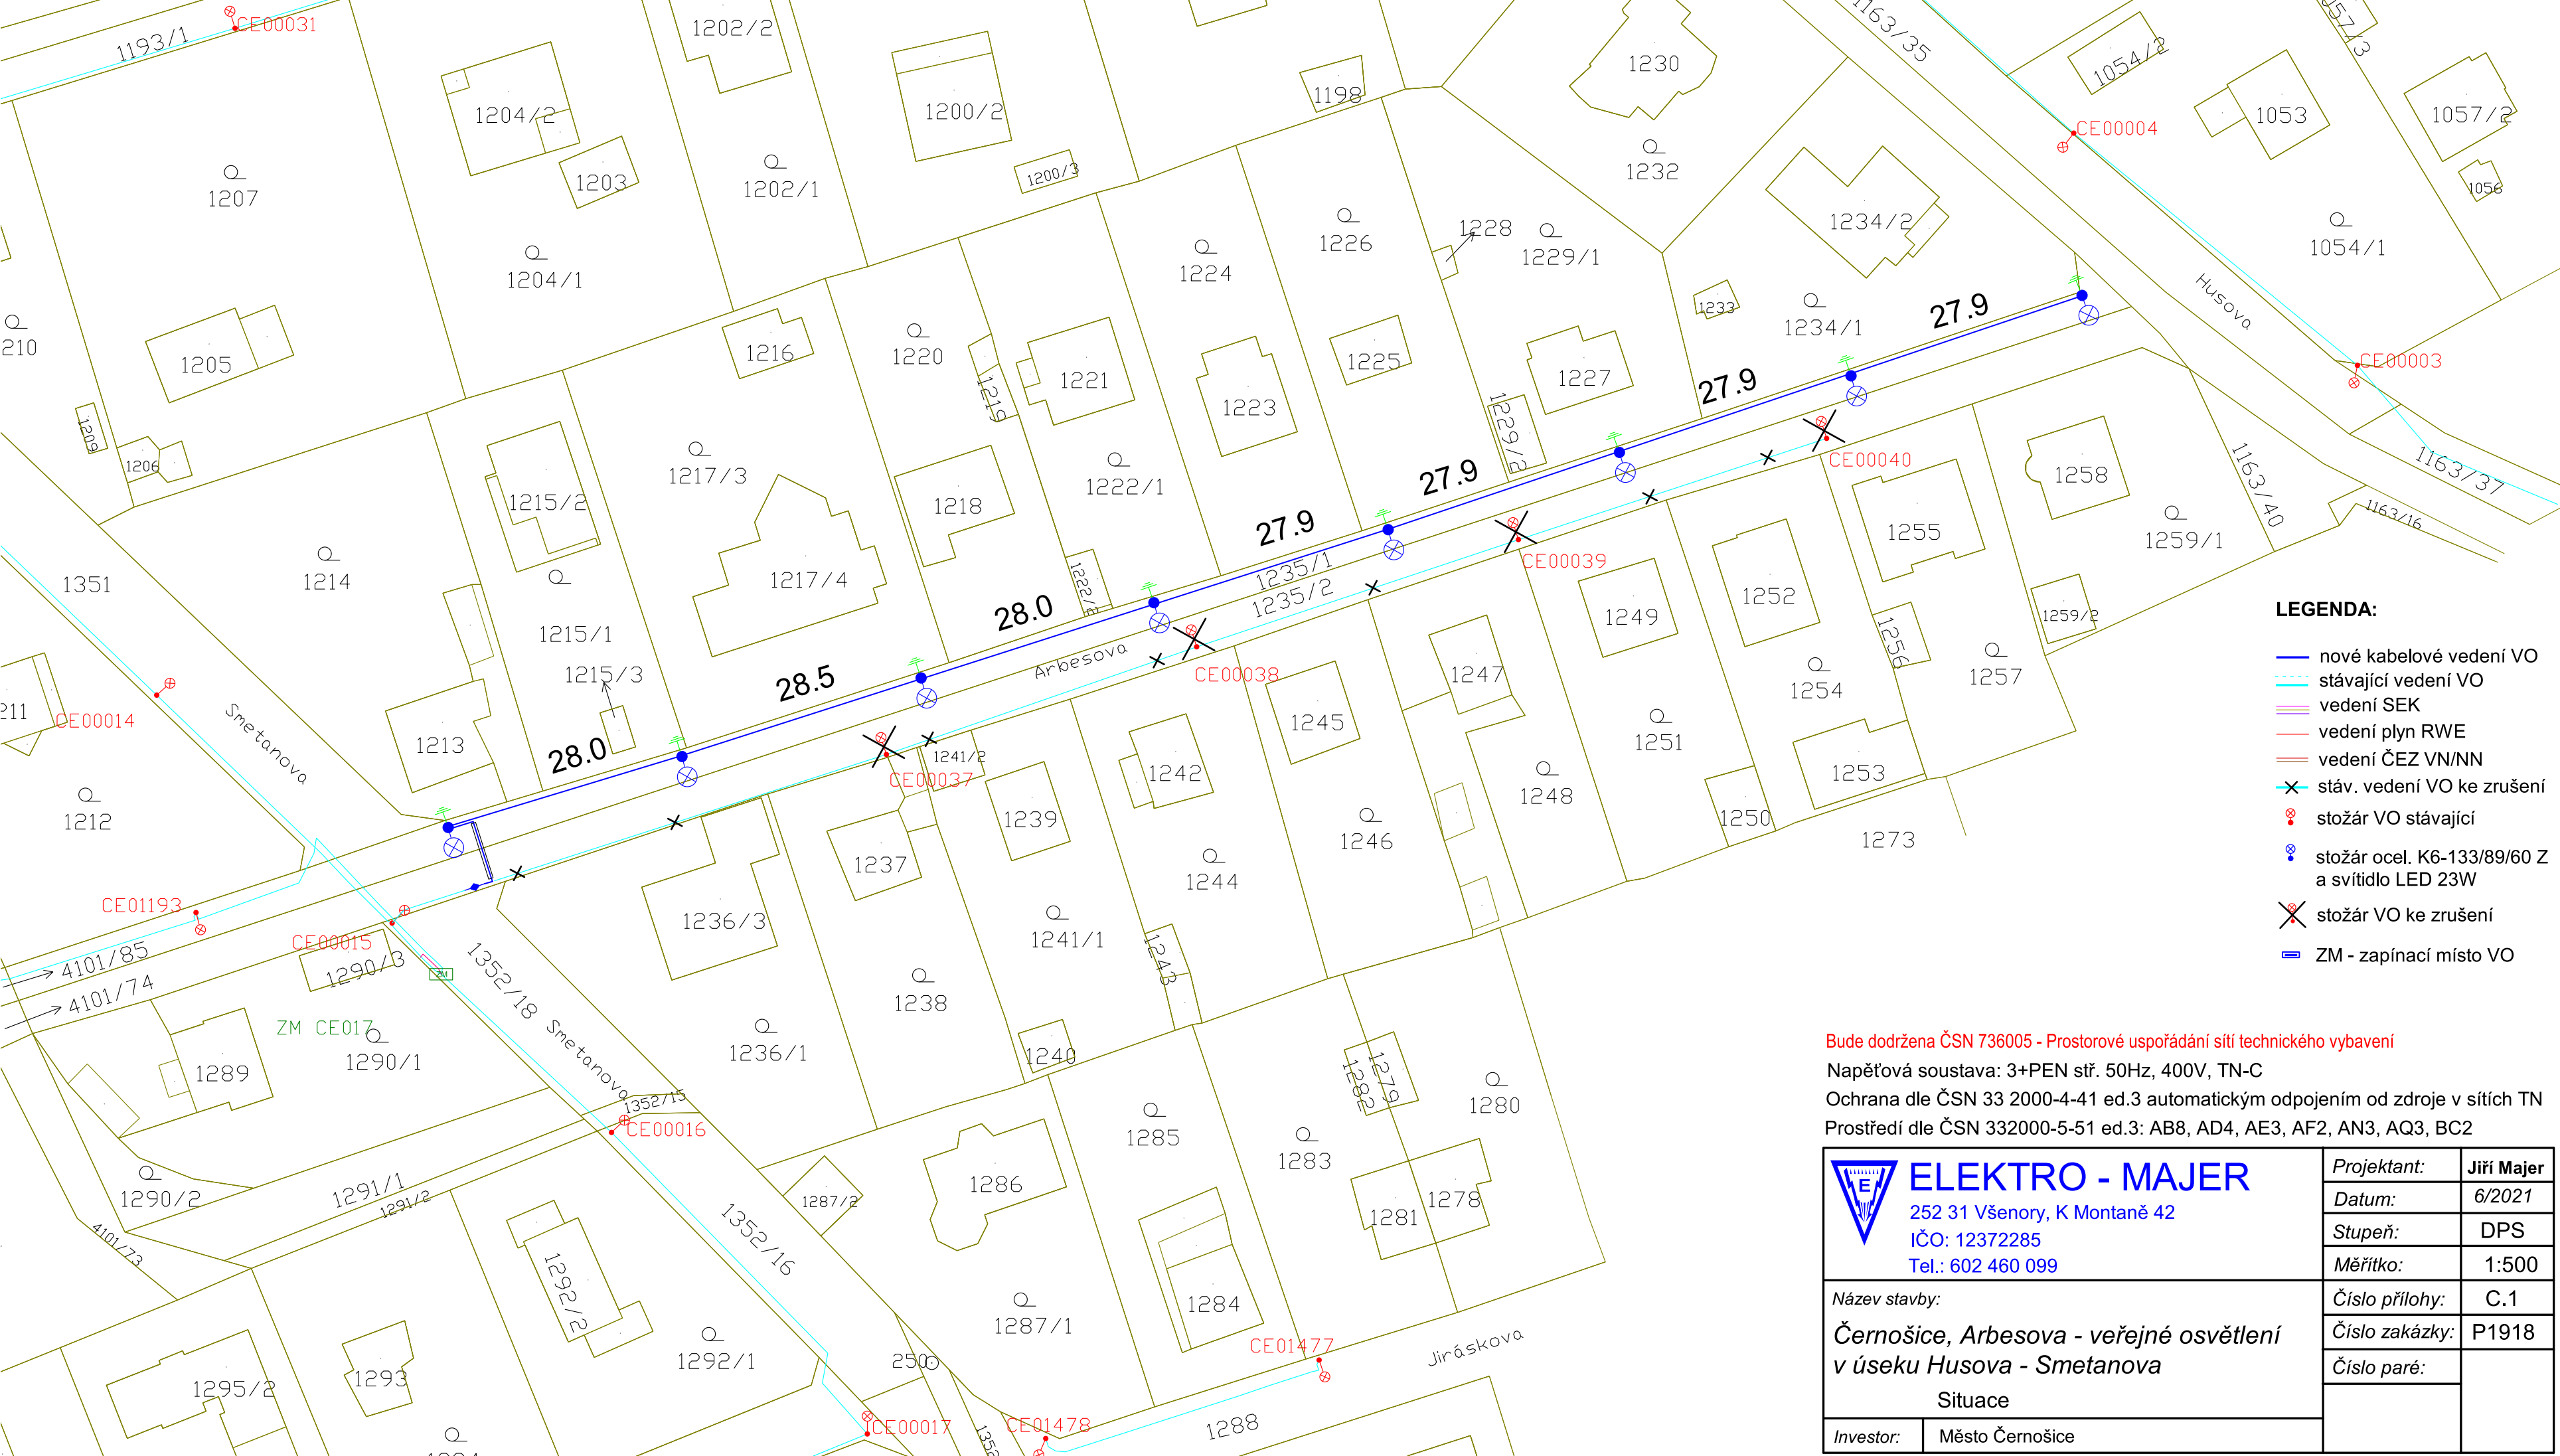 CE00031
1193/1
1202/2
1163/35
1054/2
1230
1198
1204/2
1200/2
1053
1057/2
CE00004
1207
1203
1202/1
1200/3
1232
1056
1204/1
1224
1226
1228
1229/1
1234/2
1054/1
Husova
1205
1216
1220
1219
1221
1223
1225
1227
1233
1234/1
27.9
CE00003
1209
1206
27.9
1229/2
CE00040
1258
1163/40
1163/37
1163/16
1217/3
1215/2
1218
1222/1
27.9
27.9
1255
1259/1
CE00039
1351
1214
1215/1
1215/3
1217/4
1222/2
28.0
1235/1
1235/2
Arbesova
1249
1252
1256
1259/2
1257
CE00014
Smetanova
1213
28.0
28.5
CE00038
1247
1245
1251
1254
1253
CE00037
1241/2
1242
1212
1237
1239
1246
1248
1250
1273
1244
CE01193
CE00015
1236/3
1241/1
1243
4101/85
4101/74
1290/3
ZM
1352/18
Smetanova
1238
ZM CE017
1290/1
1289
1236/1
1240
1282
1279
1280
1352/15
CE00016
1285
1283
1290/2
1291/1
1291/2
4101/73
1287/2
1286
1281
1278
1352/16
1292/2
1284
1287/1
1292/1
250
1293
1295/2
CE01477
Jiráskova
CE00017
CE01478
1288
LEGENDA:
nové kabelové vedení VO
stávající vedení VO
vedení SEK
vedení plyn RWE
vedení ČEZ VN/NN
stáv. vedení VO ke zrušení
stožár VO stávající
stožár ocel. K6-133/89/60 Z
a svítidlo LED 23W
stožár VO ke zrušení
ZM - zapínací místo VO
Bude dodržena ČSN 736005 - Prostorové uspořádání sítí technického vybavení
Napěťová soustava: 3+PEN stř. 50Hz, 400V, TN-C
Ochrana dle ČSN 33 2000-4-41 ed.3 automatickým odpojením od zdroje v sítích TN
Prostředí dle ČSN 332000-5-51 ed.3: AB8, AD4, AE3, AF2, AN3, AQ3, BC2
E
ELEKTRO - MAJER
252 31 Všenory, K Montaně 42
IČO: 12372285
Tel.: 602 460 099
Projektant: Jiří Majer
Datum: 6/2021
Stupeň: DPS
Měřítko: 1:500
Číslo přílohy: C.1
Číslo zakázky: P1918
Číslo paré:
Název stavby:
Černošice, Arbesova - veřejné osvětlení
v úseku Husova - Smetanova
Situace
Investor: Město Černošice